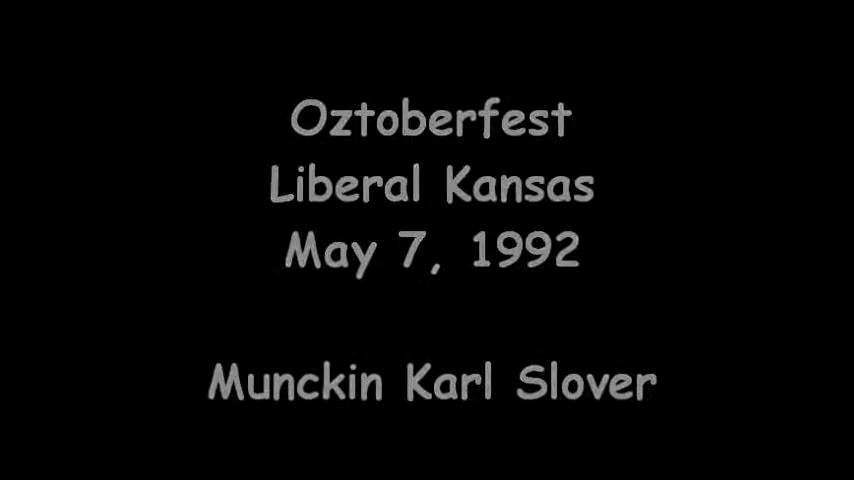 Oztoberfest
Liberal Kansas
May 7, 1992
Munckin Karl Slover